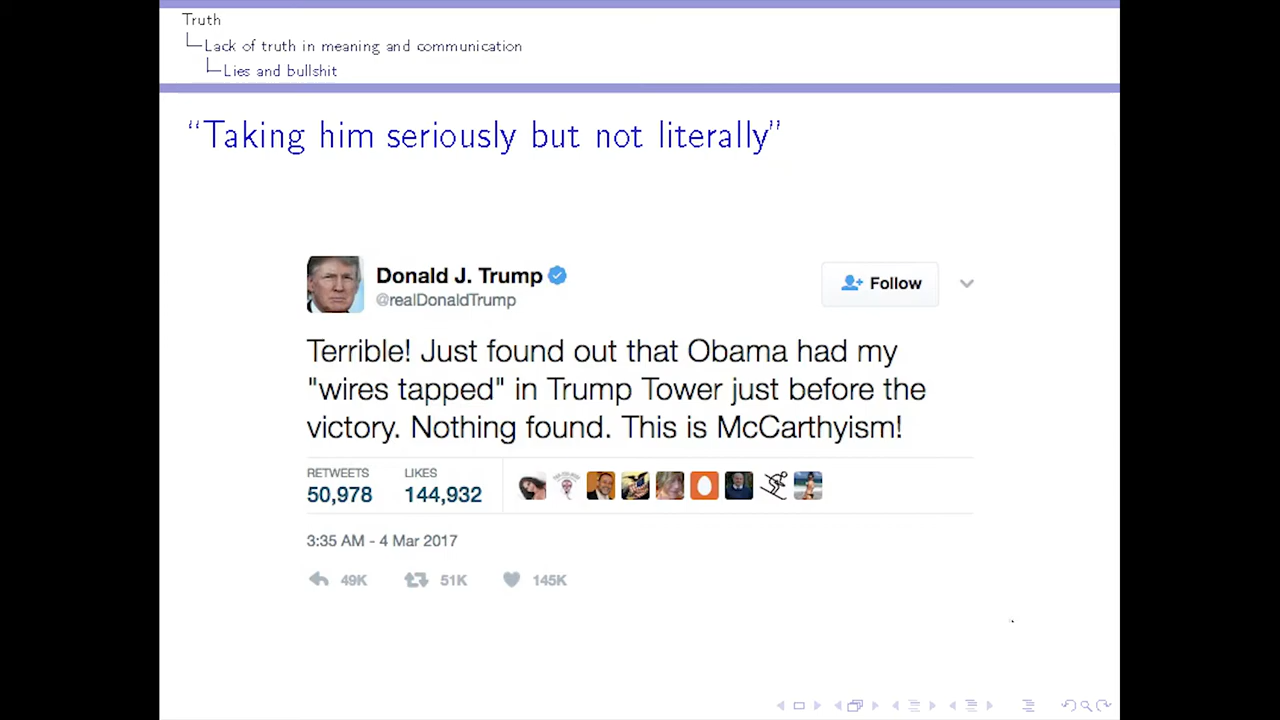 Truth
Lack of truth in meaning and communication
Lies and bullshit
“Taking him seriously but not literally”
Donald J. Trump
@realDonaldTrump
Follow
Terrible! Just found out that Obama had my
"wires tapped" in Trump Tower just before the
victory. Nothing found. This is McCarthyism!
RETWEETS LIKES
50,978 144,932
3:35 AM - 4 Mar 2017
49K 51K 145K